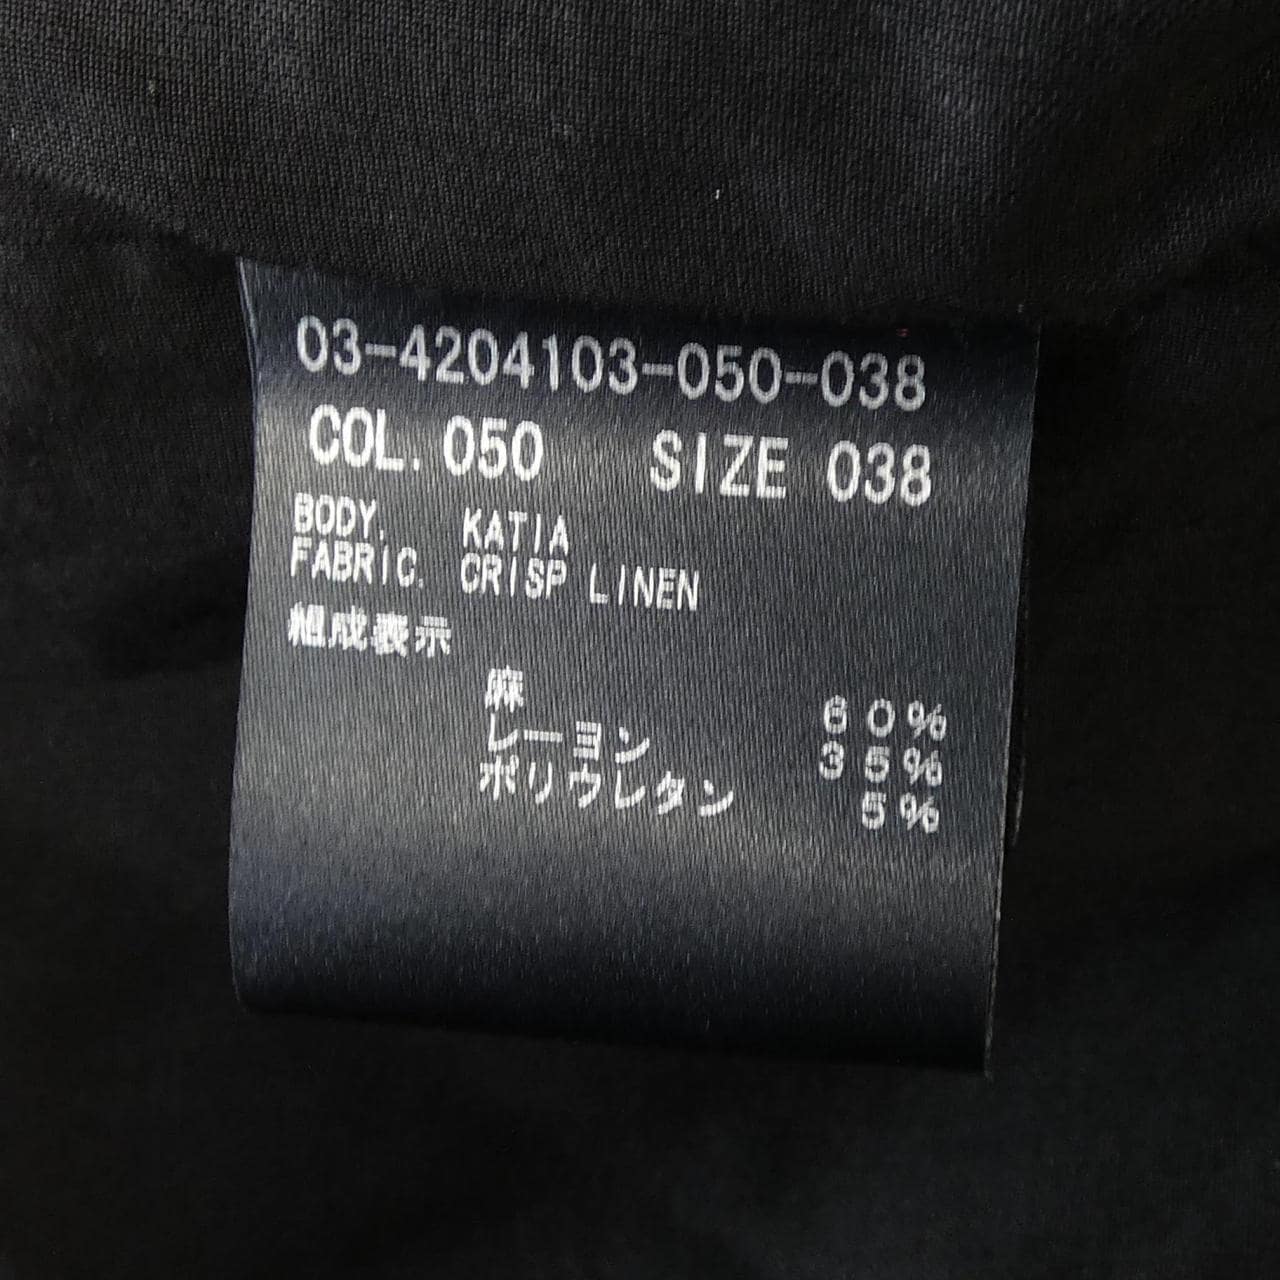 03-4204103-050-038
COL. 050 SIZE 038
BODY. KATIA
FABRIC. CRISP LINEN
組成表示
麻 60%
レーヨン 35%
ポリウレタン 5%